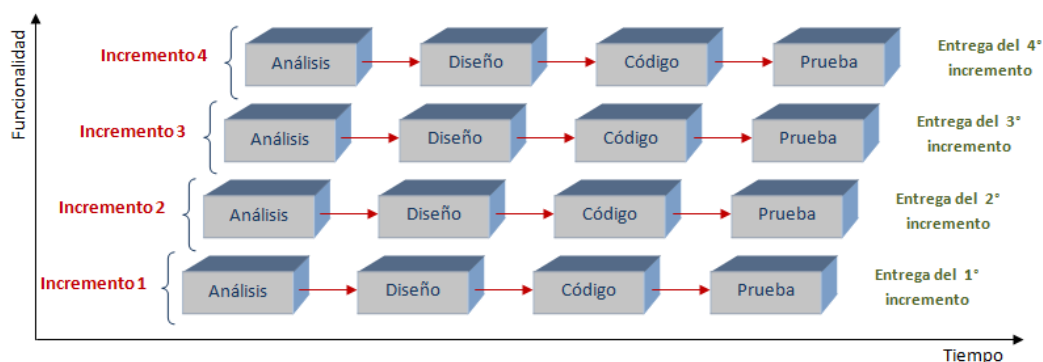 Funcionalidad
Incremento 4
Análisis
Diseño
Código
Prueba
Entrega del 4°
incremento
Incremento 3
Análisis
Diseño
Código
Prueba
Entrega del 3°
incremento
Incremento 2
Análisis
Diseño
Código
Prueba
Entrega del 2°
incremento
Incremento 1
Análisis
Diseño
Código
Prueba
Entrega del 1°
incremento
Tiempo